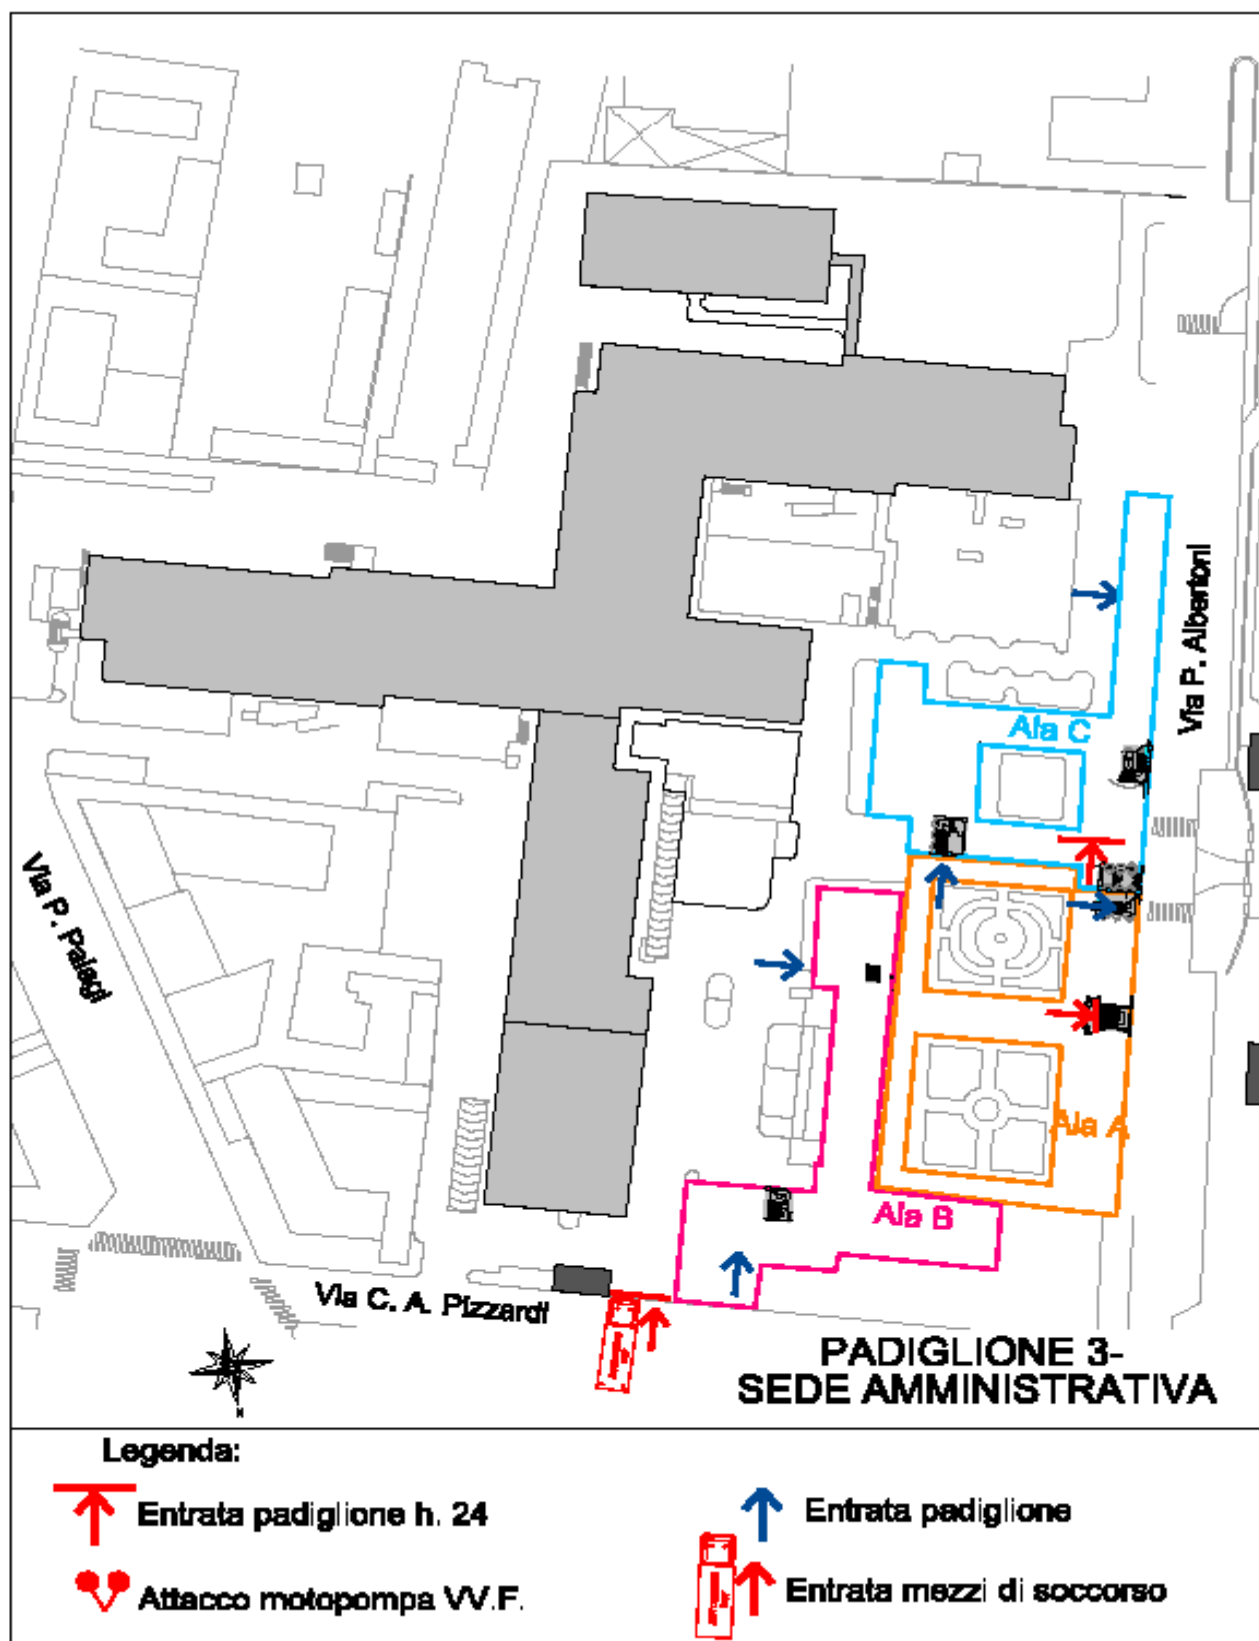 Via P. Albertoni
Ala C
Via P. Palagi
Ala A
Ala B
Via C. A. Pizzardi
PADIGLIONE 3-
SEDE AMMINISTRATIVA
Legenda:
Entrata padiglione h. 24
Entrata padiglione
Attacco motopompa VV.F.
Entrata mezzi di soccorso